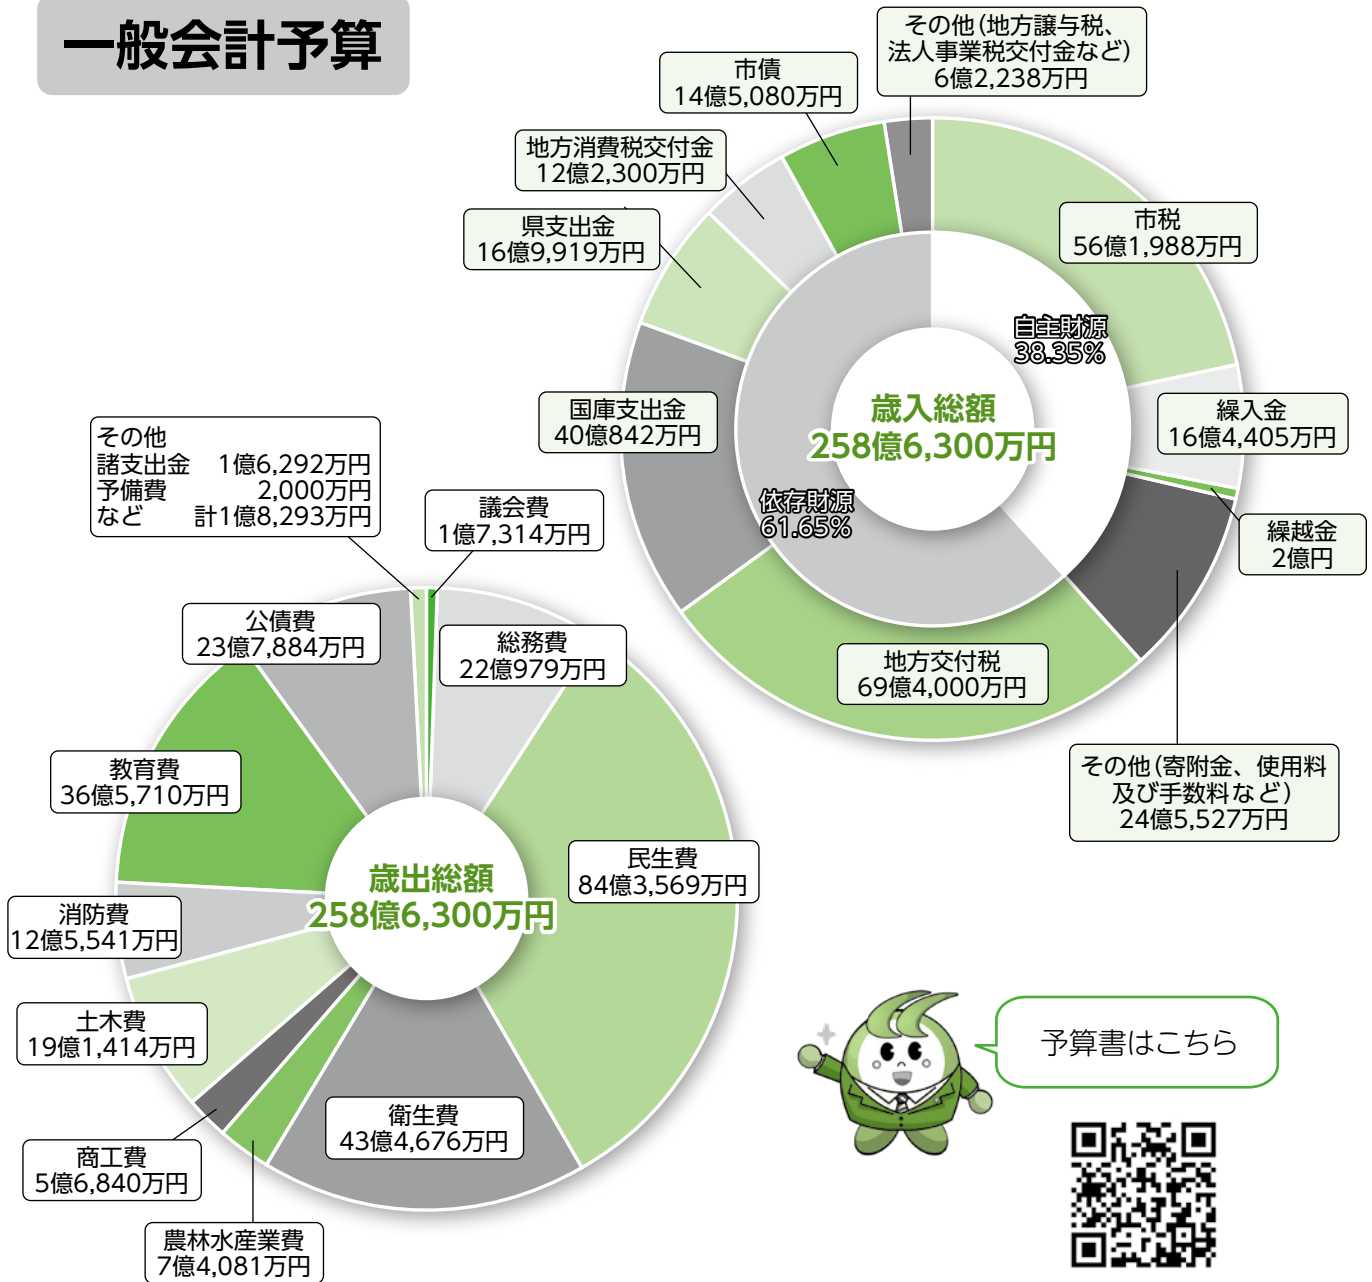 一般会計予算
その他(地方譲与税、
法人事業税交付金など)
6億2,238万円
市債
14億5,080万円
地方消費税交付金
12億2,300万円
県支出金
16億9,919万円
市税
56億1,988万円
自主財源
38.35%
国庫支出金
40億842万円
歳入総額
258億6,300万円
繰入金
16億4,405万円
依存財源
61.65%
繰越金
2億円
地方交付税
69億4,000万円
その他(寄附金、使用料
及び手数料など)
24億5,527万円
その他
諸支出金 1億6,292万円
予備費 2,000万円
など 計1億8,293万円
議会費
1億7,314万円
公債費
23億7,884万円
総務費
22億979万円
教育費
36億5,710万円
民生費
84億3,569万円
歳出総額
258億6,300万円
消防費
12億5,541万円
土木費
19億1,414万円
衛生費
43億4,676万円
商工費
5億6,840万円
農林水産業費
7億4,081万円
予算書はこちら